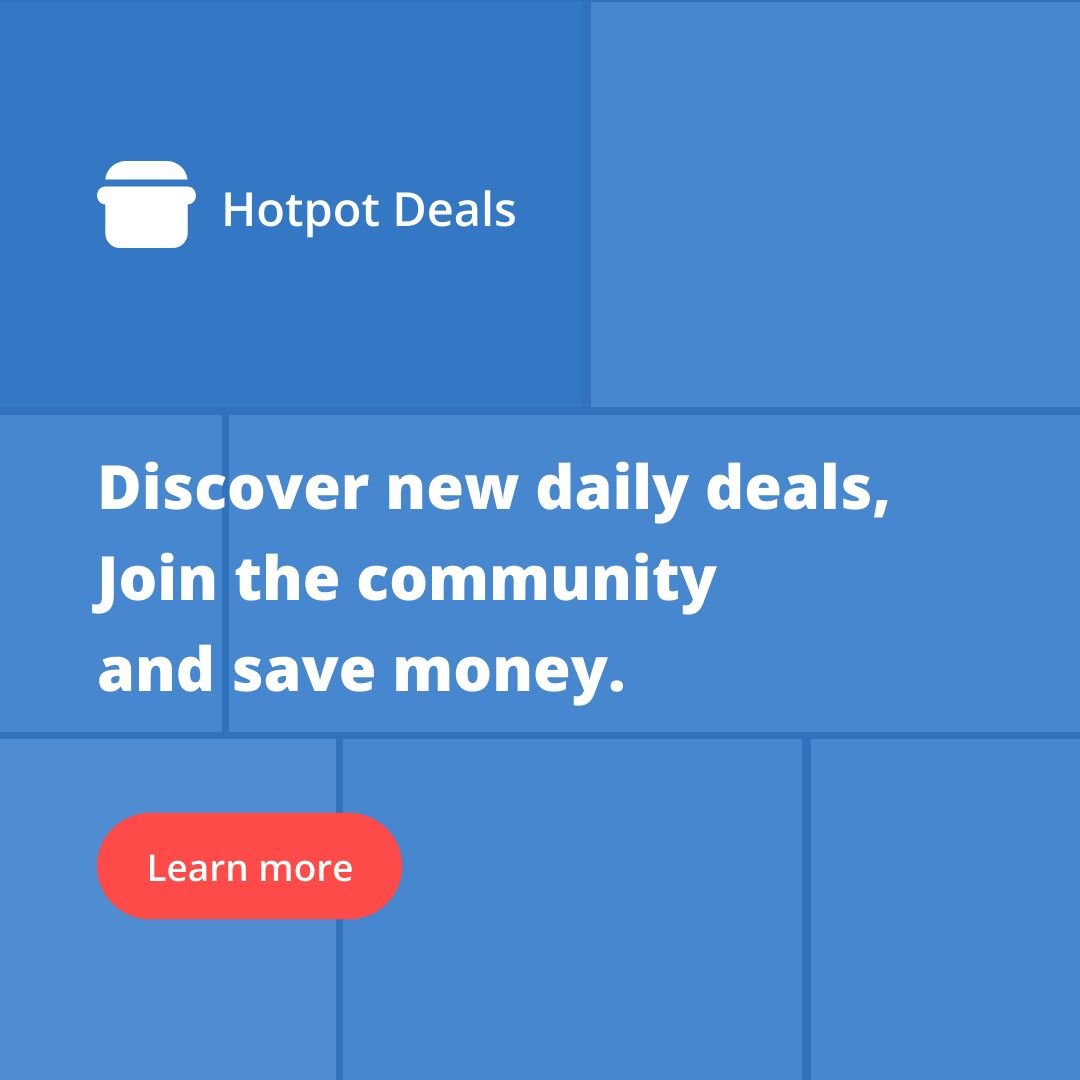 Hotpot Deals
Discover new daily deals,
Join the community
and save money.
Learn more